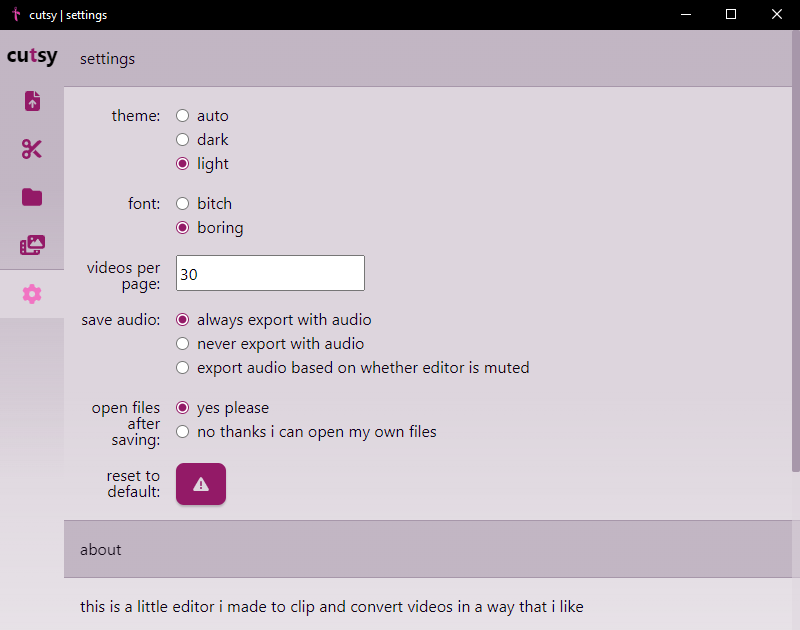 cutsy | settings
cutsy
settings
theme:
auto
dark
light
font:
bitch
boring
videos per
page:
30
save audio:
always export with audio
never export with audio
export audio based on whether editor is muted
open files
after
saving:
yes please
no thanks i can open my own files
reset to
default:
about
this is a little editor i made to clip and convert videos in a way that i like